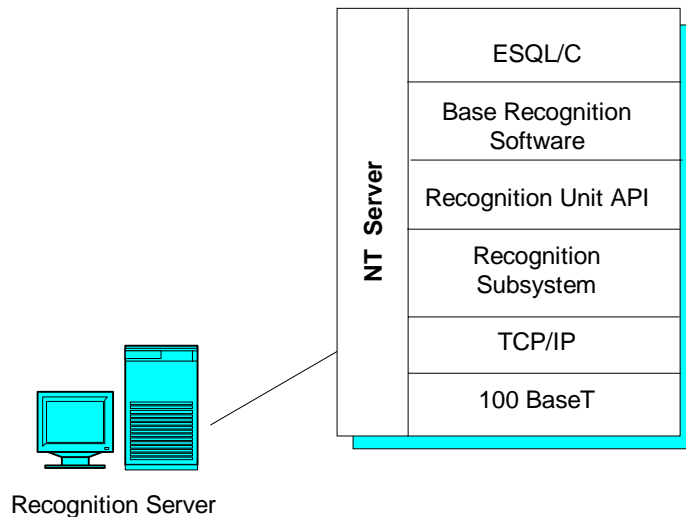 NT Server
ESQL/C
Base Recognition
Software
Recognition Unit API
Recognition
Subsystem
TCP/IP
100 BaseT
Recognition Server